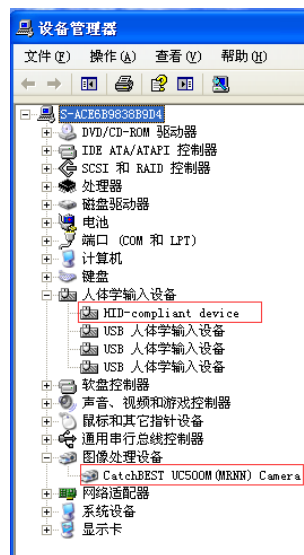 设备管理器
文件(F) 操作(A) 查看(V) 帮助(H)
S-ACE6B9838B9D4
DVD/CD-ROM 驱动器
IDE ATA/ATAPI 控制器
SCSI 和 RAID 控制器
处理器
磁盘驱动器
电池
端口 (COM 和 LPT)
计算机
键盘
人体学输入设备
HID-compliant device
USB 人体学输入设备
USB 人体学输入设备
USB 人体学输入设备
软盘控制器
声音、视频和游戏控制器
鼠标和其它指针设备
通用串行总线控制器
图像处理设备
CatchBEST UC500M(MRNN) Camera
网络适配器
系统设备
显示卡